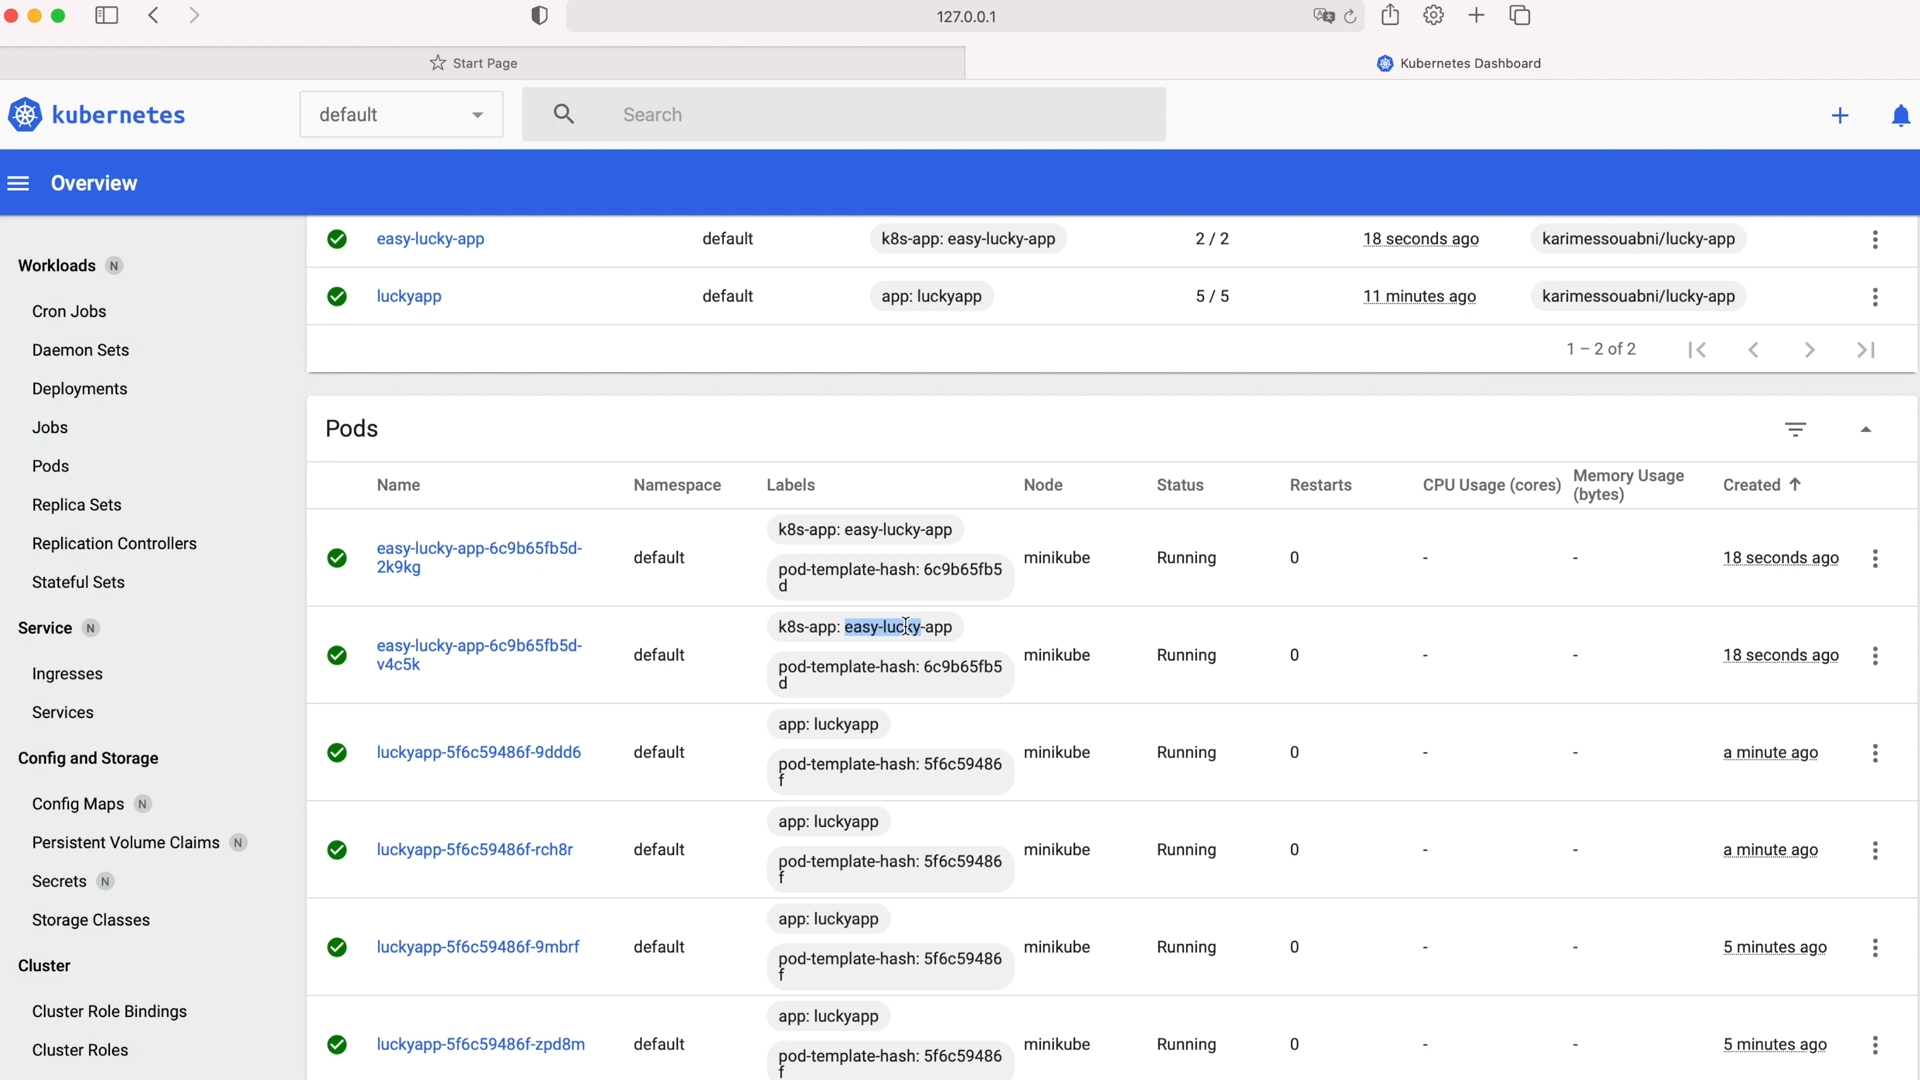 127.0.0.1
Start Page
Kubernetes Dashboard
kubernetes
default
Search
Overview
Workloads N
Cron Jobs
Daemon Sets
Deployments
Jobs
Pods
Replica Sets
Replication Controllers
Stateful Sets
Service N
Ingresses
Services
Config and Storage
Config Maps N
Persistent Volume Claims N
Secrets N
Storage Classes
Cluster
Cluster Role Bindings
Cluster Roles
easy-lucky-app default k8s-app: easy-lucky-app 2 / 2 18 seconds ago karimessouabni/lucky-app
luckyapp default app: luckyapp 5 / 5 11 minutes ago karimessouabni/lucky-app
1 – 2 of 2
Pods
Name Namespace Labels Node Status Restarts CPU Usage (cores) Memory Usage
(bytes) Created
k8s-app: easy-lucky-app
easy-lucky-app-6c9b65fb5d-
2k9kg default minikube Running 0 - - 18 seconds ago
pod-template-hash: 6c9b65fb5
d
k8s-app: easy-lucky-app
easy-lucky-app-6c9b65fb5d-
v4c5k default minikube Running 0 - - 18 seconds ago
pod-template-hash: 6c9b65fb5
d
app: luckyapp
luckyapp-5f6c59486f-9ddd6 default minikube Running 0 - - a minute ago
pod-template-hash: 5f6c59486
f
app: luckyapp
luckyapp-5f6c59486f-rch8r default minikube Running 0 - - a minute ago
pod-template-hash: 5f6c59486
f
app: luckyapp
luckyapp-5f6c59486f-9mbrf default minikube Running 0 - - 5 minutes ago
pod-template-hash: 5f6c59486
f
app: luckyapp
luckyapp-5f6c59486f-zpd8m default minikube Running 0 - - 5 minutes ago
pod-template-hash: 5f6c59486
f